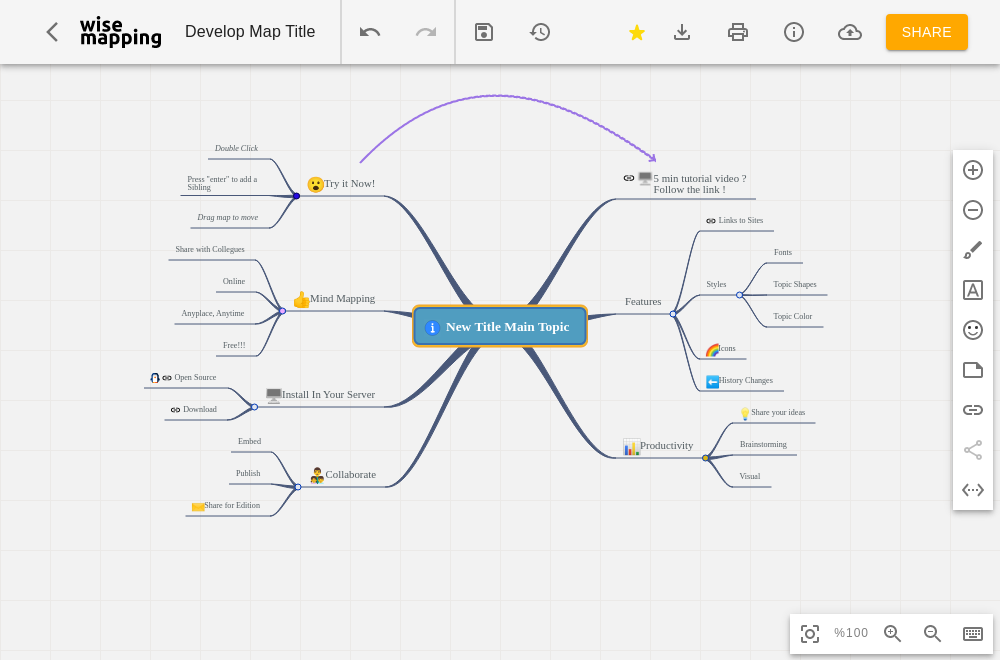 wise
mapping
Develop Map Title
SHARE
Double Click
Press "enter" to add a
Sibling
Drag map to move
Try it Now!
Share with Collegues
Online
Anyplace, Anytime
Free!!!
Mind Mapping
Open Source
Download
Install In Your Server
Embed
Publish
Share for Edition
Collaborate
New Title Main Topic
5 min tutorial video ?
Follow the link !
Links to Sites
Fonts
Styles
Topic Shapes
Topic Color
Features
Icons
History Changes
Share your ideas
Productivity
Brainstorming
Visual
%100